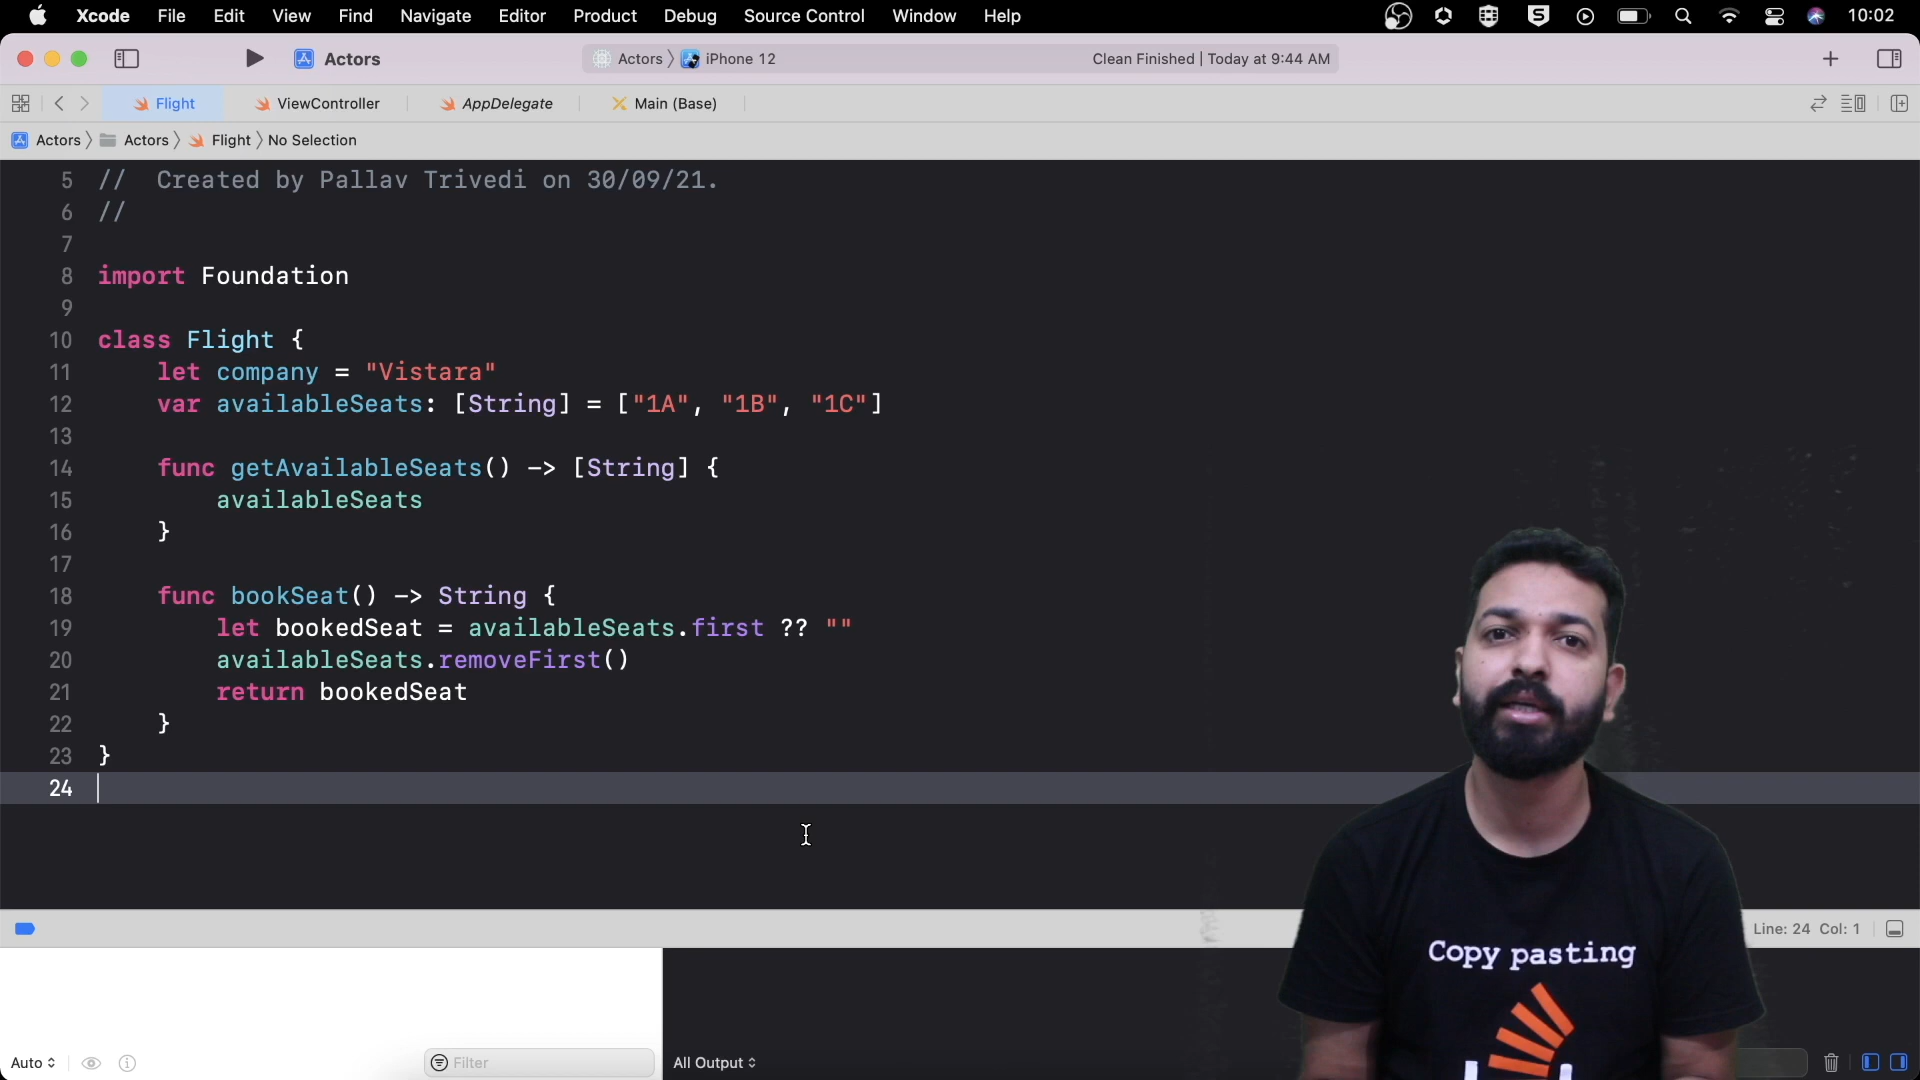 Xcode File Edit View Find Navigate Editor Product Debug Source Control Window Help 10:02
Actors Actors iPhone 12 Clean Finished | Today at 9:44 AM
Flight ViewController AppDelegate Main (Base)
Actors Actors Flight No Selection
5 // Created by Pallav Trivedi on 30/09/21.
6 //
7
8 import Foundation
9
10 class Flight {
11 let company = "Vistara"
12 var availableSeats: [String] = ["1A", "1B", "1C"]
13
14 func getAvailableSeats() -> [String] {
15 availableSeats
16 }
17
18 func bookSeat() -> String {
19 let bookedSeat = availableSeats.first ?? ""
20 availableSeats.removeFirst()
21 return bookedSeat
22 }
23 }
24
Line: 24 Col: 1
Copy pasting
Auto Filter All Output